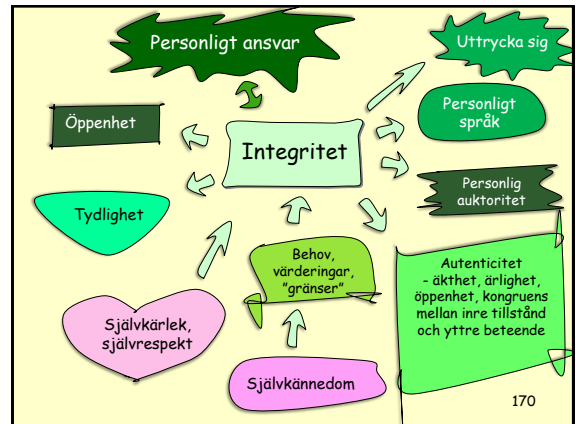 Personligt ansvar
Uttrycka sig
Öppenhet
Personligt
språk
Integritet
Personlig
auktoritet
Tydlighet
Behov,
värderingar,
"gränser"
Autenticitet
- äkthet, ärlighet,
öppenhet, kongruens
mellan inre tillstånd
och yttre beteende
Självkärlek,
självrespekt
Självkännedom
170